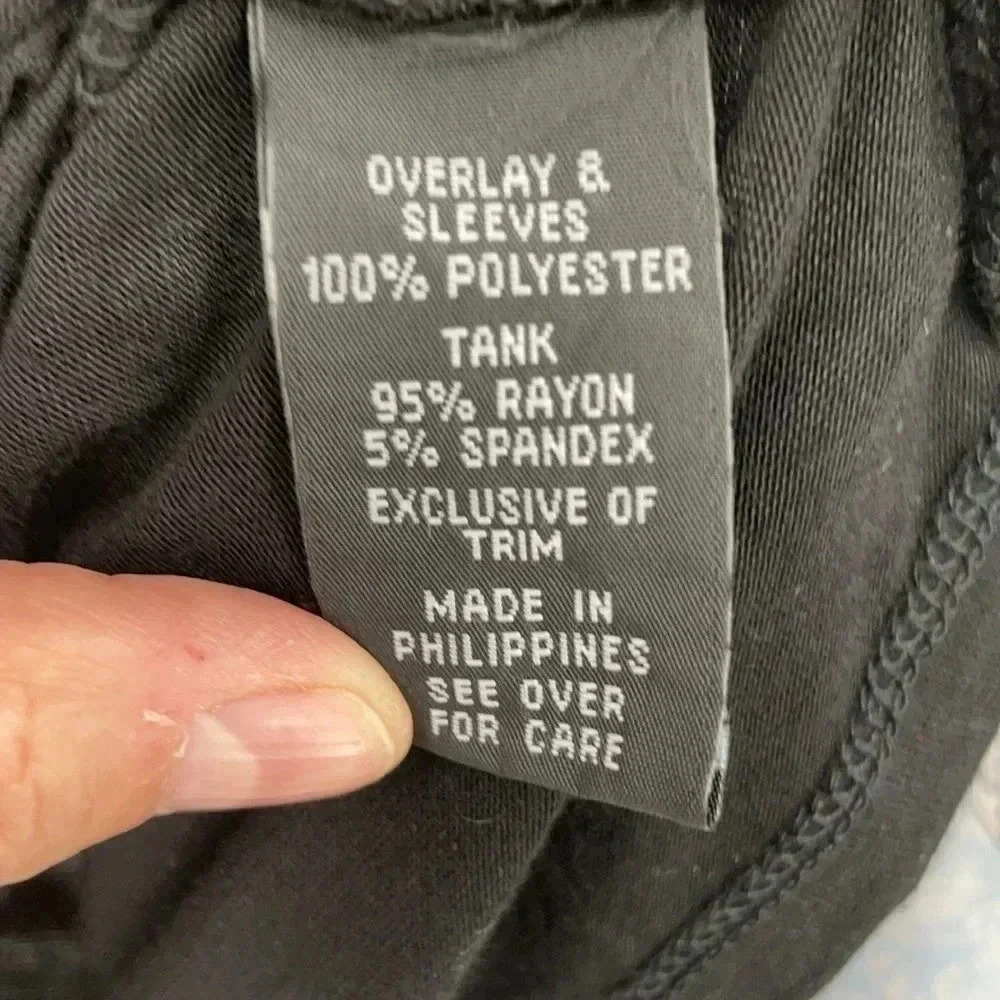 OVERLAY &
SLEEVES
100% POLYESTER
TANK
95% RAYON
5% SPANDEX
EXCLUSIVE OF
TRIM
MADE IN
PHILIPPINES
SEE OVER
FOR CARE